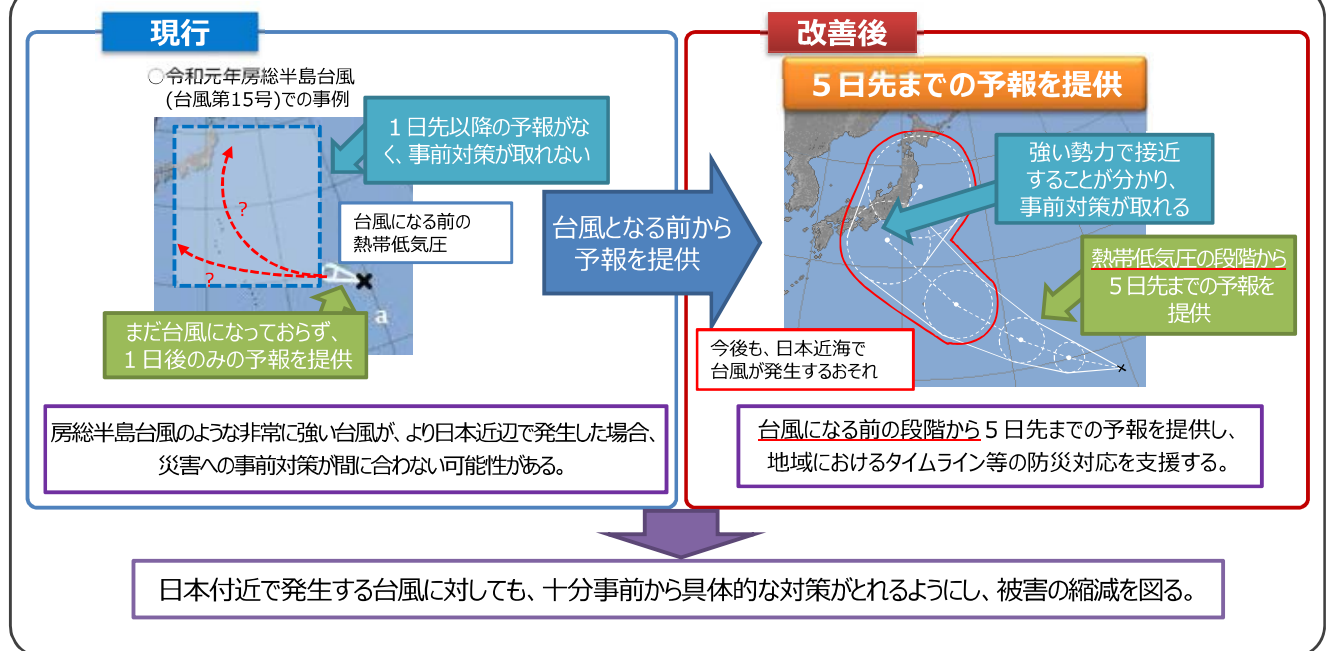 現行
○令和元年房総半島台風
(台風第15号)での事例
１日先以降の予報がな
く、事前対策が取れない
?
台風になる前の
熱帯低気圧
?
a
まだ台風になっておらず、
１日後のみの予報を提供
房総半島台風のような非常に強い台風が、より日本近辺で発生した場合、
災害への事前対策が間に合わない可能性がある。
台風となる前から
予報を提供
改善後
５日先までの予報を提供
強い勢力で接近
することが分かり、
事前対策が取れる
熱帯低気圧の段階から
５日先までの予報を
提供
今後も、日本近海で
台風が発生するおそれ
台風になる前の段階から５日先までの予報を提供し、
地域におけるタイムライン等の防災対応を支援する。
日本付近で発生する台風に対しても、十分事前から具体的な対策がとれるようにし、被害の縮減を図る。